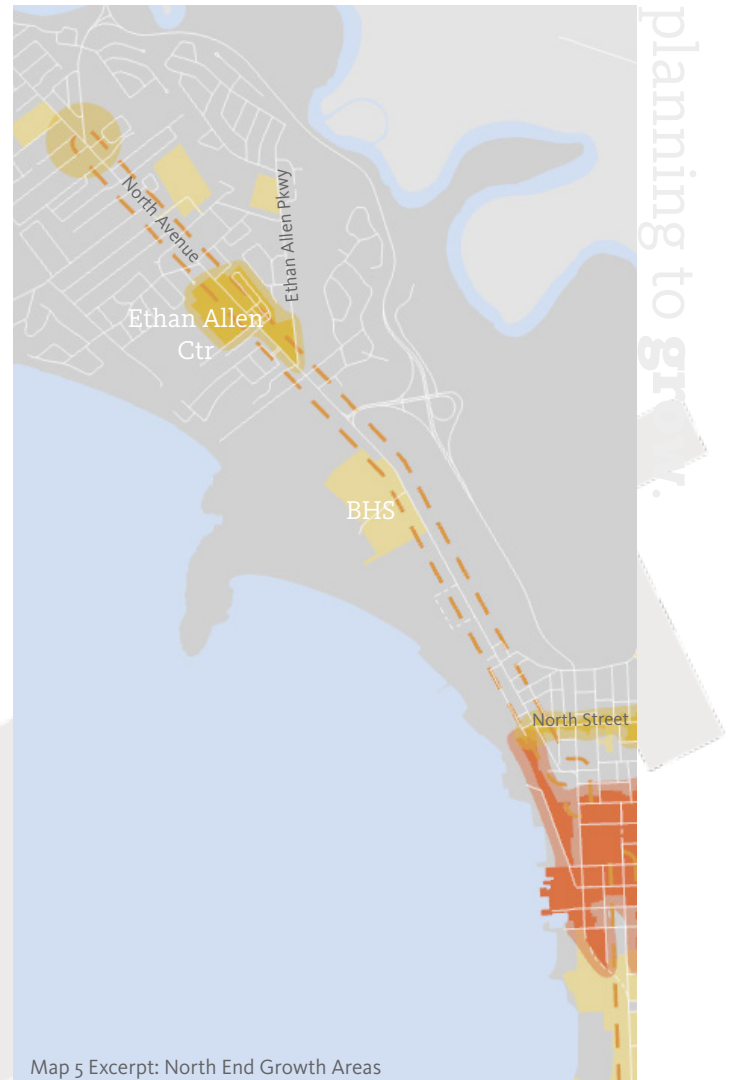 planning to grow.
North Avenue
Ethan Allen Pkwy
Ethan Allen
Ctr
BHS
North Street
Map 5 Excerpt: North End Growth Areas